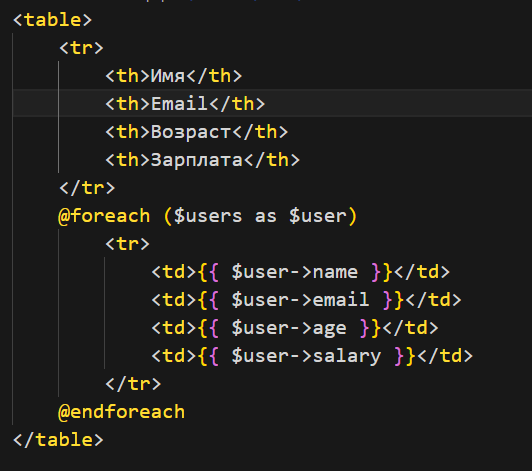 <table>
<tr>
<th>Имя</th>
<th>Email</th>
<th>Возраст</th>
<th>Зарплата</th>
</tr>
@foreach ($users as $user)
<tr>
<td>{{ $user->name }}</td>
<td>{{ $user->email }}</td>
<td>{{ $user->age }}</td>
<td>{{ $user->salary }}</td>
</tr>
@endforeach
</table>